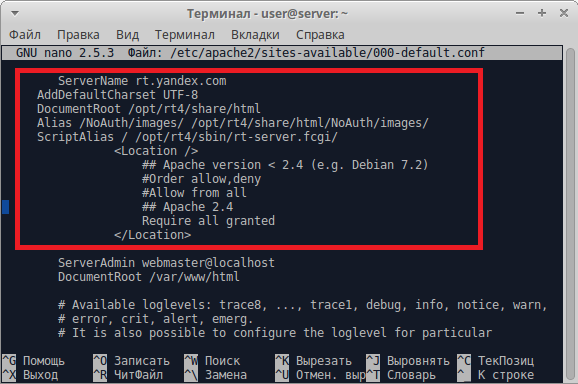 Терминал - user@server: ~
Файл Правка Вид Терминал Вкладки Справка
GNU nano 2.5.3 Файл: /etc/apache2/sites-available/000-default.conf
ServerName rt.yandex.com
AddDefaultCharset UTF-8
DocumentRoot /opt/rt4/share/html
Alias /NoAuth/images/ /opt/rt4/share/html/NoAuth/images/
ScriptAlias / /opt/rt4/sbin/rt-server.fcgi/
<Location />
## Apache version < 2.4 (e.g. Debian 7.2)
#Order allow,deny
#Allow from all
## Apache 2.4
Require all granted
</Location>
ServerAdmin webmaster@localhost
DocumentRoot /var/www/html
# Available loglevels: trace8, ..., trace1, debug, info, notice, warn,
# error, crit, alert, emerg.
# It is also possible to configure the loglevel for particular
^G Помощь ^O Записать ^W Поиск ^K Вырезать ^J Выровнять ^C ТекПозиц
^X Выход ^R ЧитФайл ^\ Замена ^U Отмен. выр ^T Словарь ^_ К строке